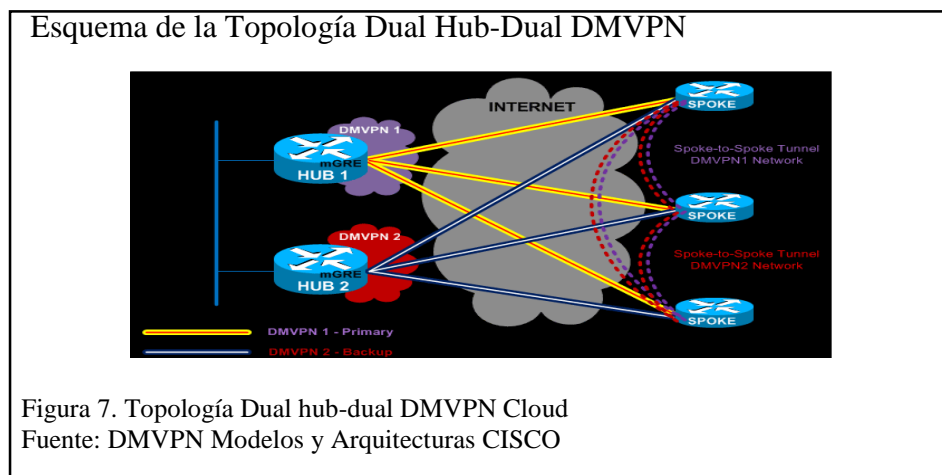 Esquema de la Topología Dual Hub-Dual DMVPN
INTERNET
SPOKE
DMVPN 1
mGRE
HUB 1
Spoke-to-Spoke Tunnel
DMVPN1 Network
SPOKE
DMVPN 2
mGRE
HUB 2
Spoke-to-Spoke Tunnel
DMVPN2 Network
SPOKE
DMVPN 1 - Primary
DMVPN 2 - Backup
Figura 7. Topología Dual hub-dual DMVPN Cloud
Fuente: DMVPN Modelos y Arquitecturas CISCO